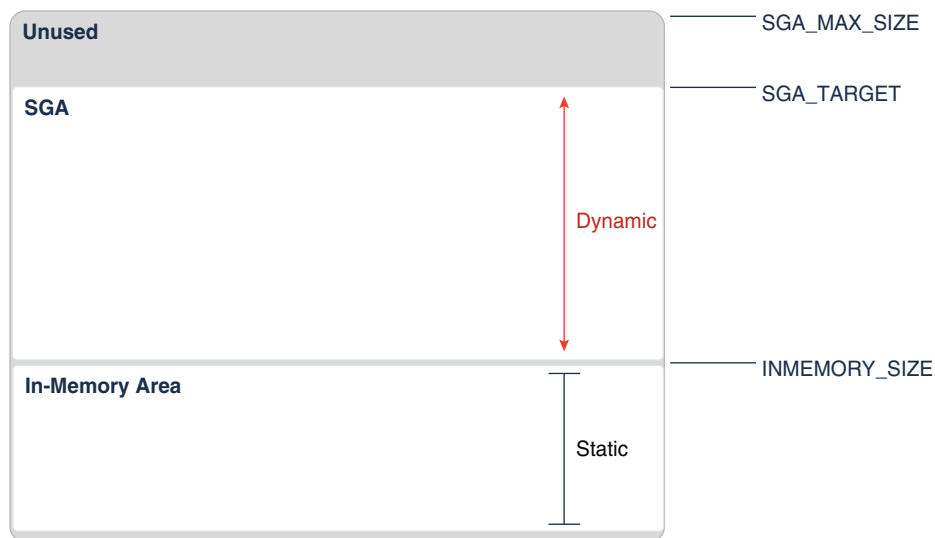 Unused
SGA_MAX_SIZE
SGA_TARGET
SGA
Dynamic
INMEMORY_SIZE
In-Memory Area
Static